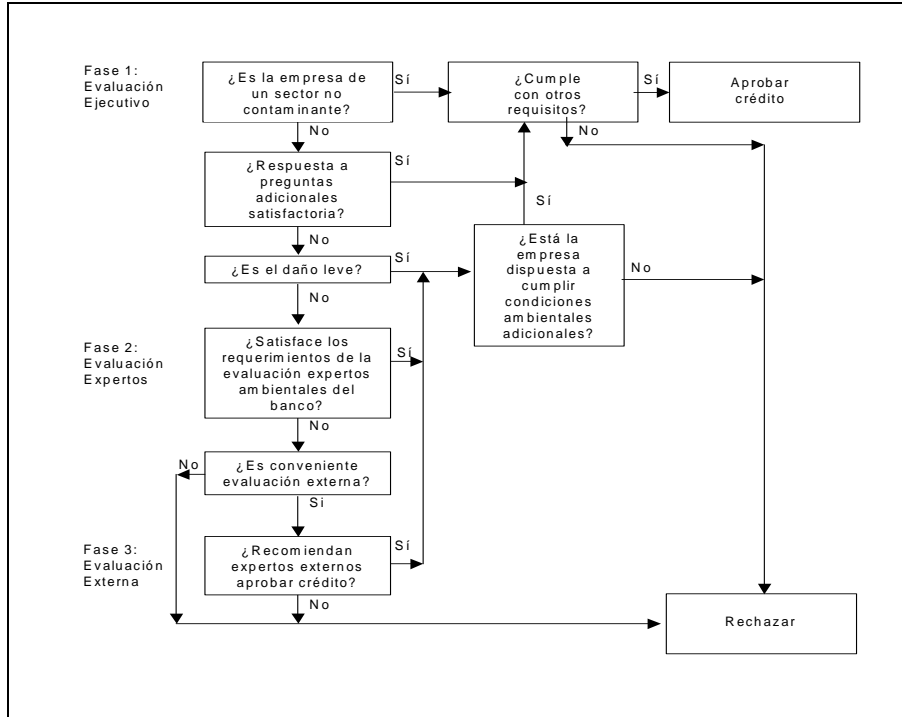 Fase 1:
Evaluación
Ejecutivo
¿Es la empresa de
un sector no
contaminante?
Sí
¿Cumple
con otros
requisitos?
Sí
Aprobar
crédito
No
No
¿Respuesta a
preguntas
adicionales
satisfactoria?
Sí
Sí
No
¿Es el daño leve?
Sí
¿Está la
empresa
dispuesta a
cumplir
condiciones
ambientales
adicionales?
No
No
Fase 2:
Evaluación
Expertos
¿Satisface los
requerimientos de la
evaluación expertos
ambientales del
banco?
Sí
No
No
¿Es conveniente
evaluación externa?
Si
Fase 3:
Evaluación
Externa
¿Recomiendan
expertos externos
aprobar crédito?
Sí
No
Rechazar